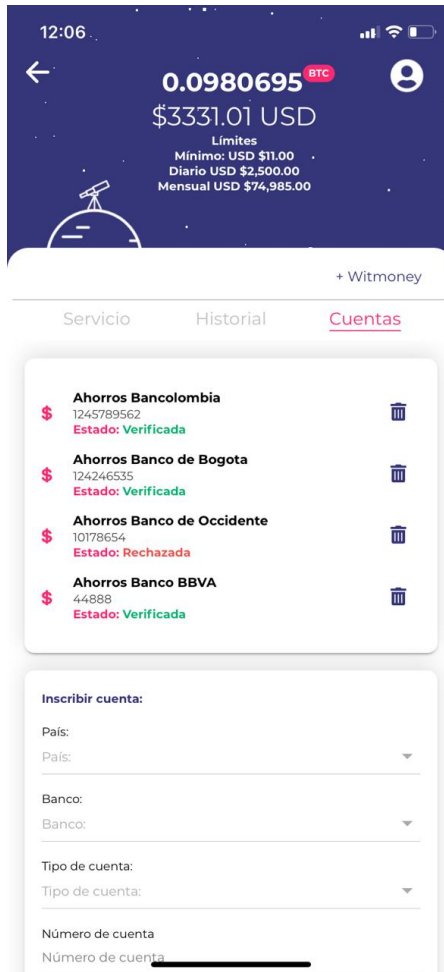 12:06
0.0980695 BTC
$3331.01 USD
Límites
Mínimo: USD $11.00
Diario USD $2,500.00
Mensual USD $74,985.00
+ Witmoney
Servicio Historial Cuentas
Ahorros Bancolombia
$ 1245789562
Estado: Verificada
Ahorros Banco de Bogota
$ 124246535
Estado: Verificada
Ahorros Banco de Occidente
$ 10178654
Estado: Rechazada
Ahorros Banco BBVA
$ 44888
Estado: Verificada
Inscribir cuenta:
País:
País:
Banco:
Banco:
Tipo de cuenta:
Tipo de cuenta:
Número de cuenta
Número de cuenta